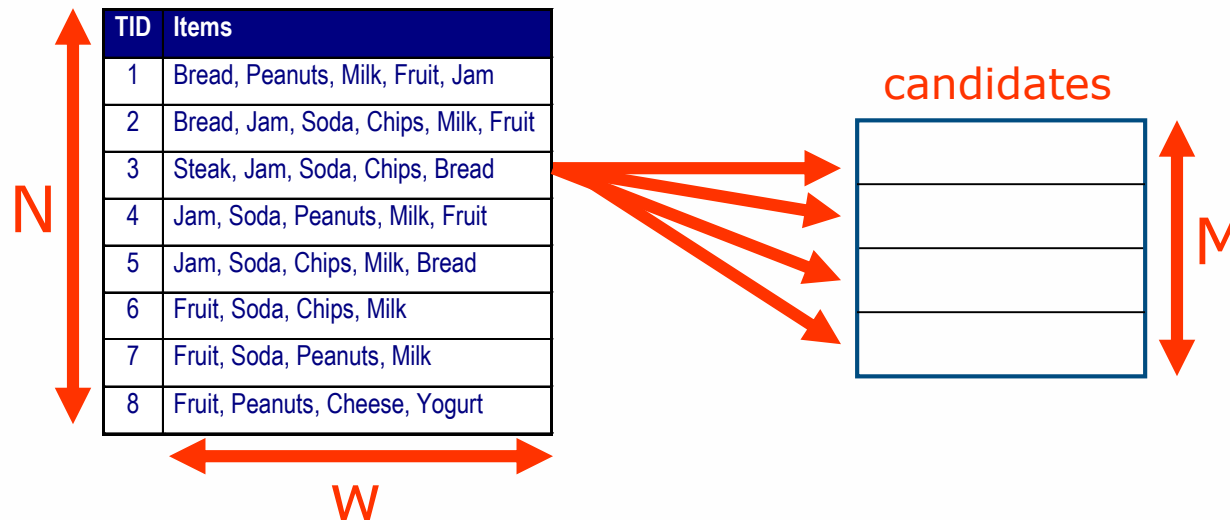 TID Items
1 Bread, Peanuts, Milk, Fruit, Jam
2 Bread, Jam, Soda, Chips, Milk, Fruit
3 Steak, Jam, Soda, Chips, Bread
4 Jam, Soda, Peanuts, Milk, Fruit
5 Jam, Soda, Chips, Milk, Bread
6 Fruit, Soda, Chips, Milk
7 Fruit, Soda, Peanuts, Milk
8 Fruit, Peanuts, Cheese, Yogurt
N
w
candidates
M